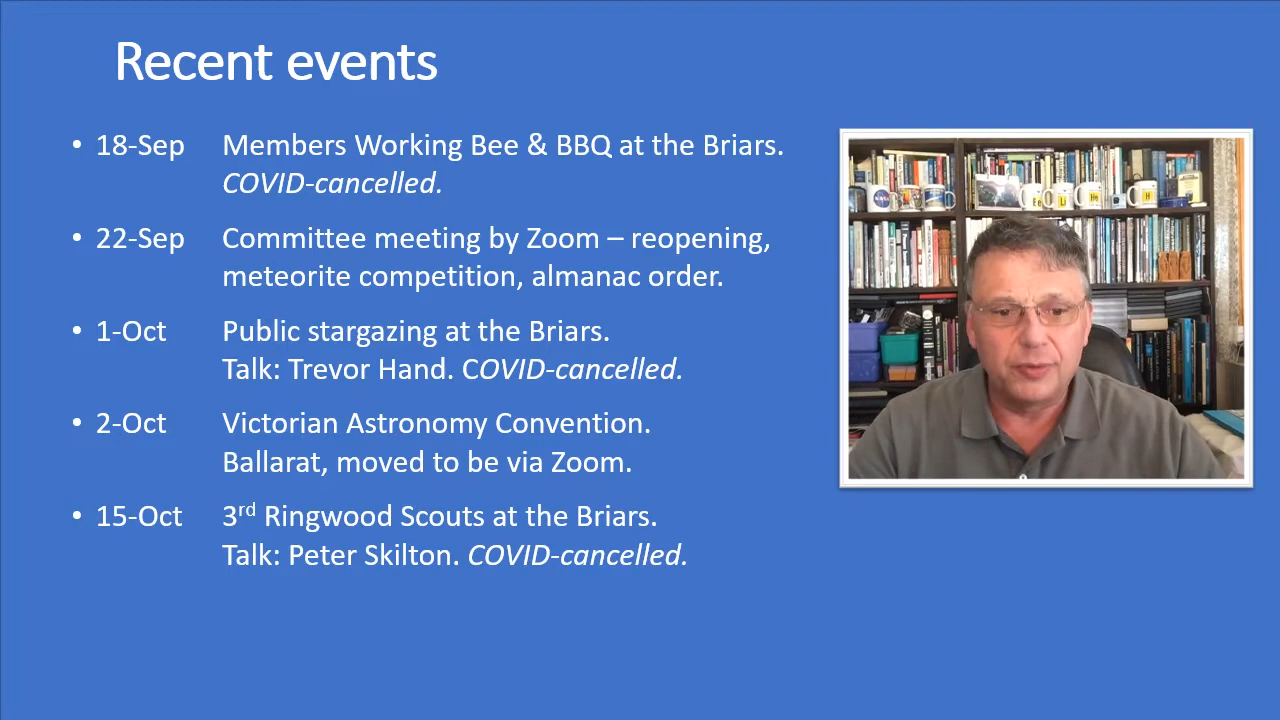 Recent events
• 18-Sep Members Working Bee & BBQ at the Briars.
COVID-cancelled.
• 22-Sep Committee meeting by Zoom – reopening,
meteorite competition, almanac order.
• 1-Oct Public stargazing at the Briars.
Talk: Trevor Hand. COVID-cancelled.
• 2-Oct Victorian Astronomy Convention.
Ballarat, moved to be via Zoom.
• 15-Oct 3rd Ringwood Scouts at the Briars.
Talk: Peter Skilton. COVID-cancelled.
NASA
Li
H